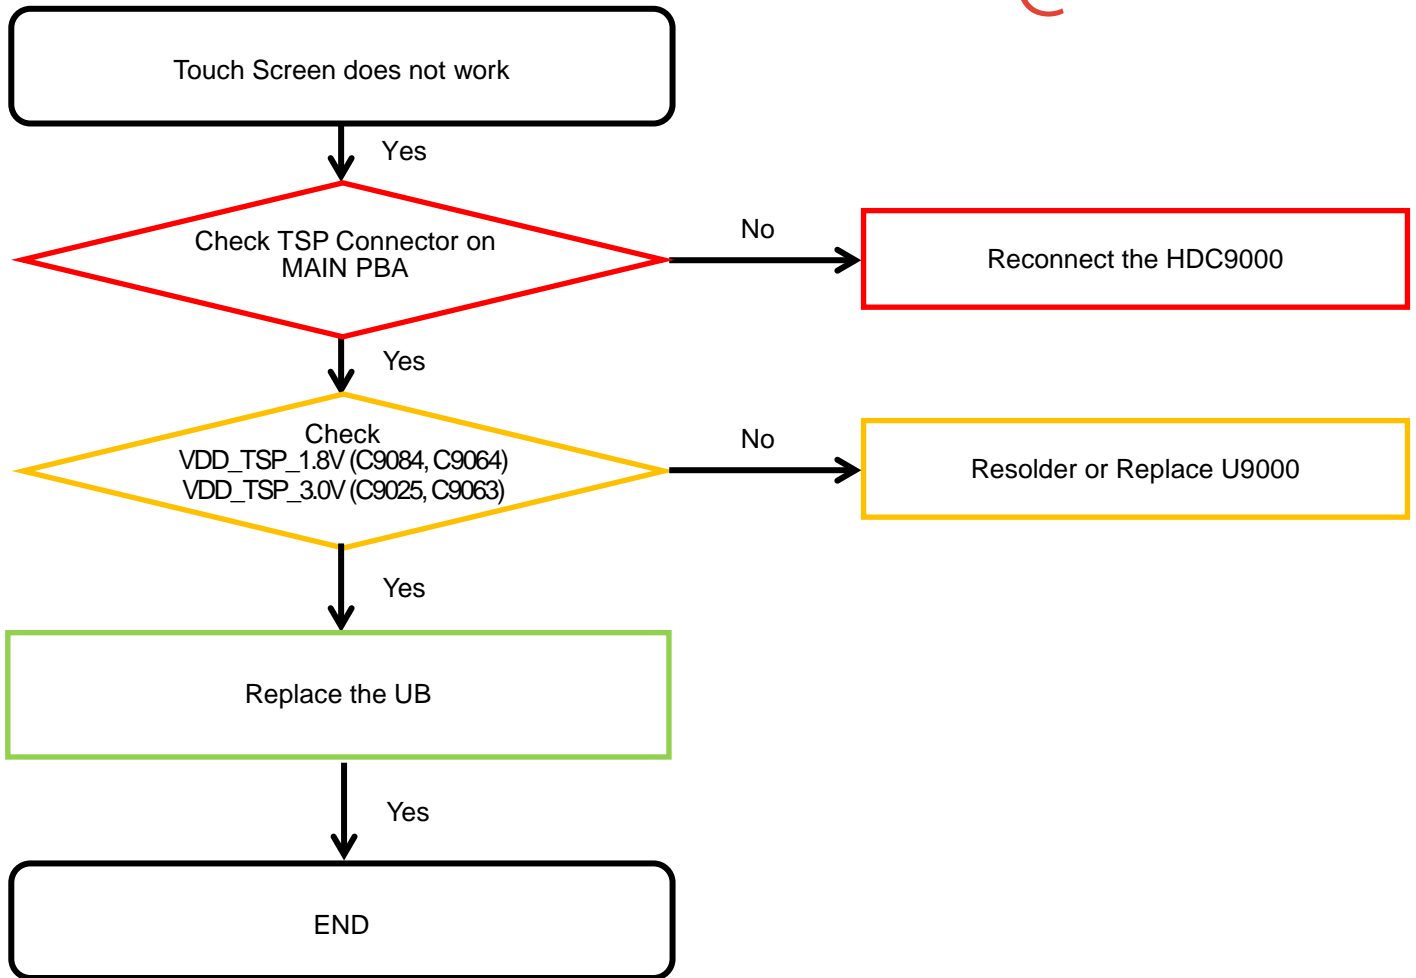 Touch Screen does not work
Yes
Check TSP Connector on
MAIN PBA
No
Reconnect the HDC9000
Yes
Check
VDD_TSP_1.8V (C9084, C9064)
VDD_TSP_3.0V (C9025, C9063)
No
Resolder or Replace U9000
Yes
Replace the UB
Yes
END